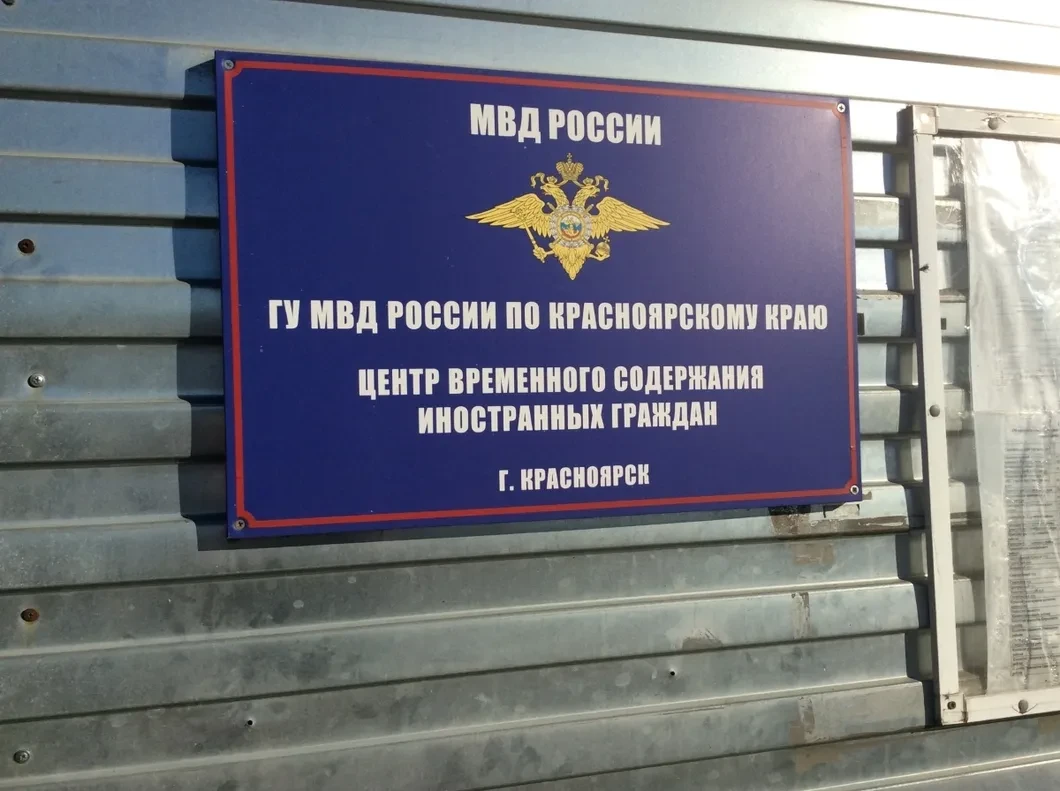 МВД РОССИИ
ГУ МВД РОССИИ ПО КРАСНОЯРСКОМУ КРАЮ
ЦЕНТР ВРЕМЕННОГО СОДЕРЖАНИЯ
ИНОСТРАННЫХ ГРАЖДАН
Г. КРАСНОЯРСК